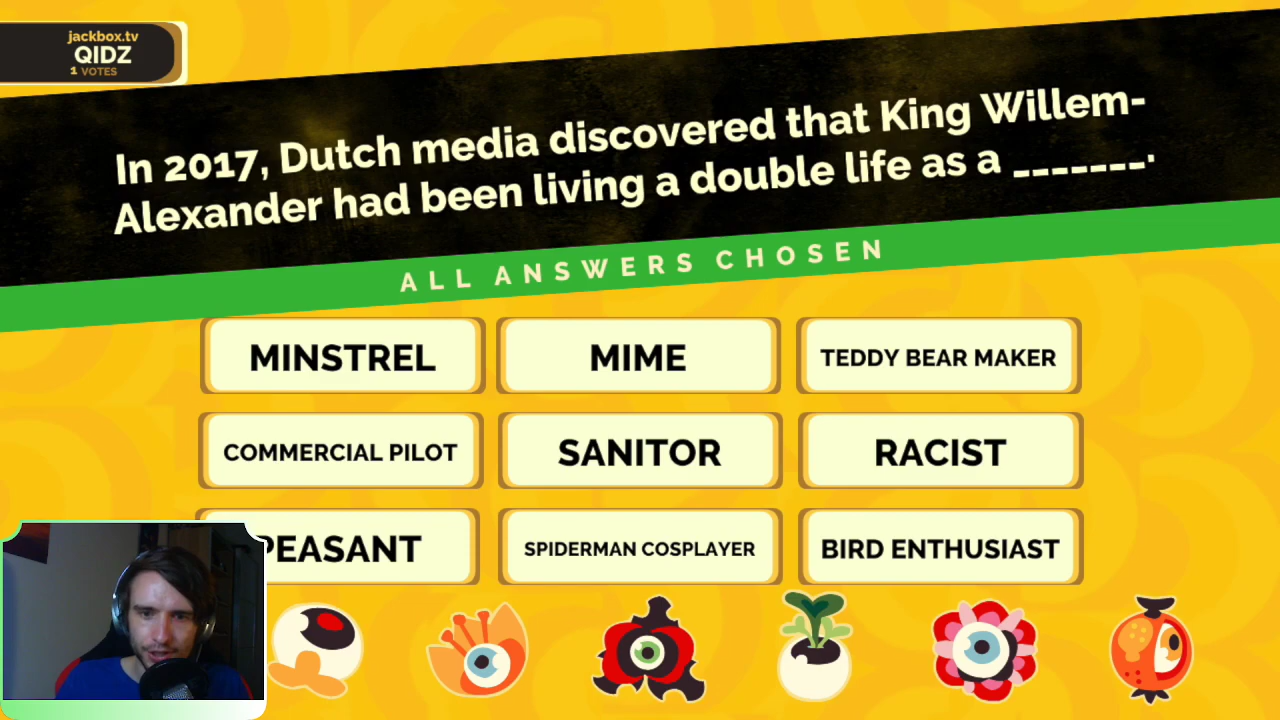 jackbox.tv
QIDZ
1 VOTES
In 2017, Dutch media discovered that King Willem-
Alexander had been living a double life as a _______.
ALL ANSWERS CHOSEN
MINSTREL
MIME
TEDDY BEAR MAKER
COMMERCIAL PILOT
SANITOR
RACIST
PEASANT
SPIDERMAN COSPLAYER
BIRD ENTHUSIAST